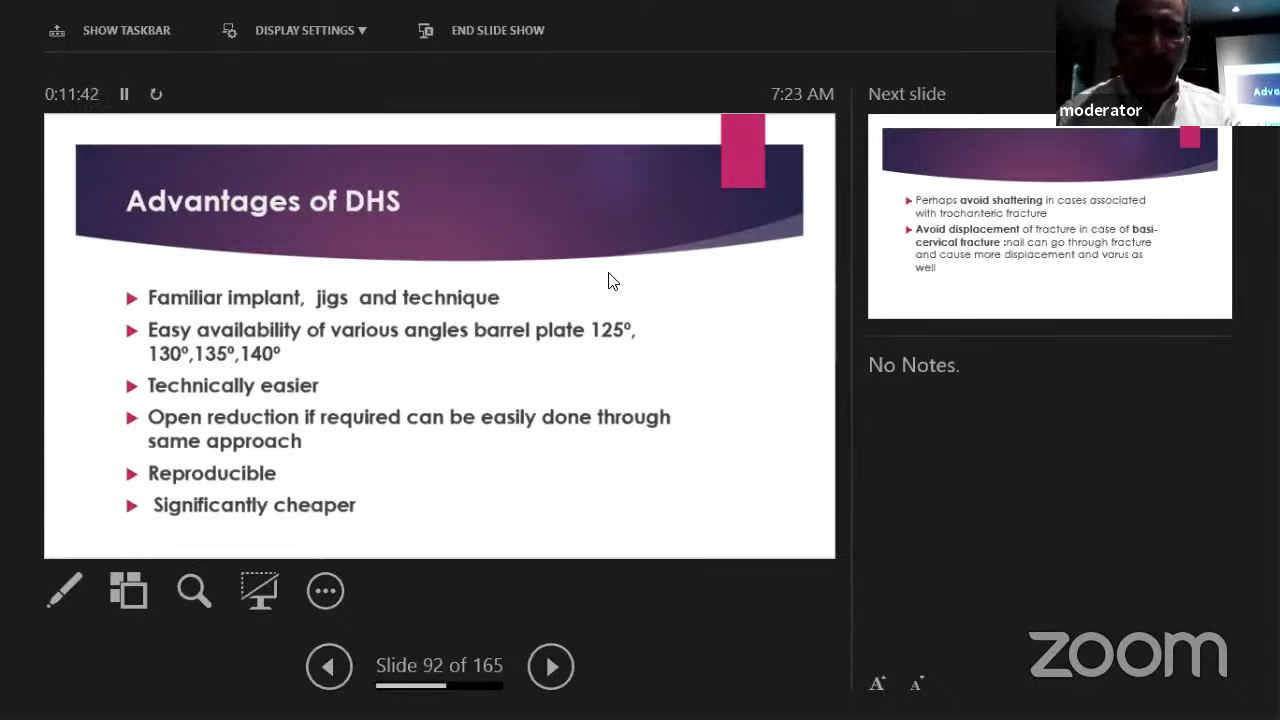 SHOW TASKBAR
DISPLAY SETTINGS
END SLIDE SHOW
0:11:42
7:23 AM
Next slide
moderator
Advantages of DHS
Familiar implant, jigs and technique
Easy availability of various angles barrel plate 125º,
130º,135º,140º
Technically easier
Open reduction if required can be easily done through
same approach
Reproducible
Significantly cheaper
Perhaps avoid shattering in cases associated
with trochanteric fracture
Avoid displacement of fracture in case of basi-
cervical fracture :nail can go through fracture
and cause more displacement and varus as
well
No Notes.
Slide 92 of 165
A A
zoom